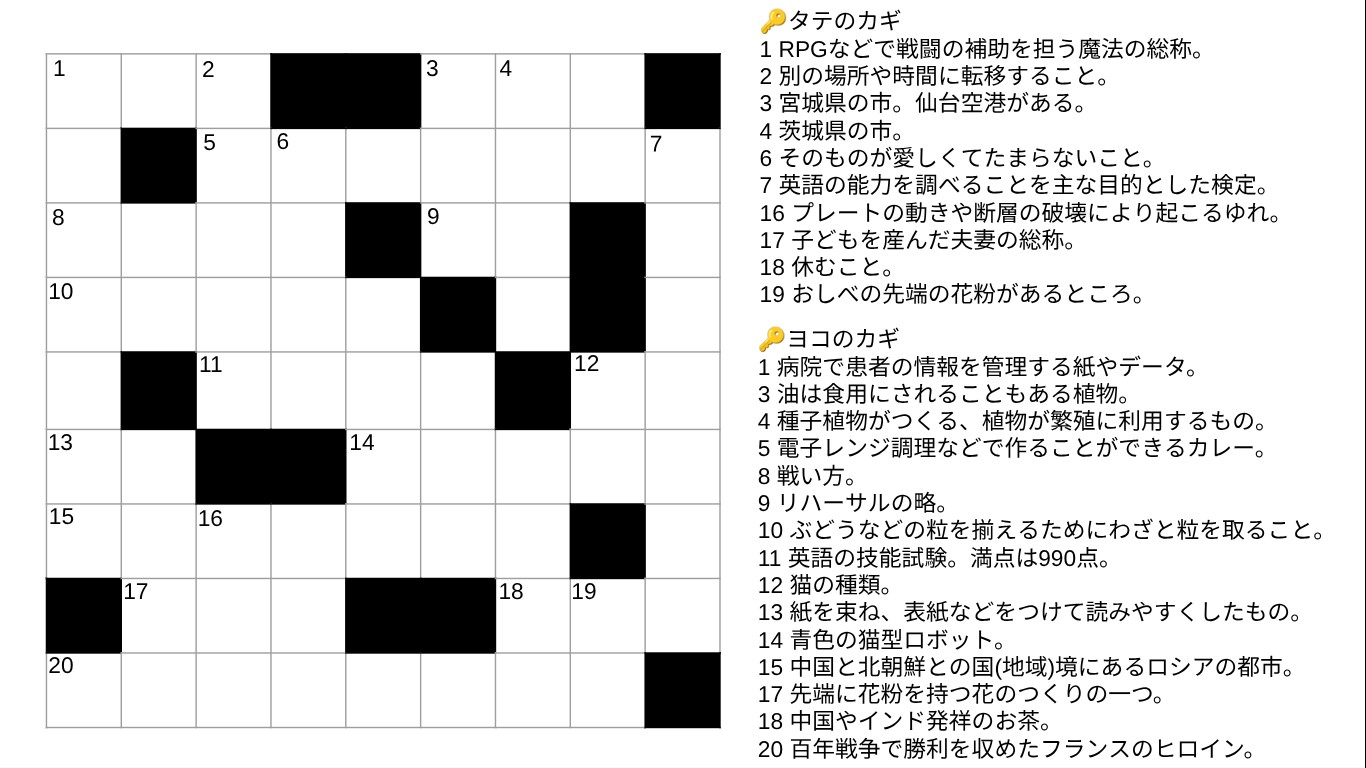 1 2 3 4
5 6 7
8 9
10
11 12
13 14
15 16
17 18 19
20
🔑タテのカギ
1 RPGなどで戦闘の補助を担う魔法の総称。
2 別の場所や時間に転移すること。
3 宮城県の市。仙台空港がある。
4 茨城県の市。
6 そのものが愛しくてたまらないこと。
7 英語の能力を調べることを主な目的とした検定。
16 プレートの動きや断層の破壊により起こるゆれ。
17 子どもを産んだ夫妻の総称。
18 休むこと。
19 おしべの先端の花粉があるところ。
🔑ヨコのカギ
1 病院で患者の情報を管理する紙やデータ。
3 油は食用にされることもある植物。
4 種子植物がつくる、植物が繁殖に利用するもの。
5 電子レンジ調理などで作ることができるカレー。
8 戦い方。
9 リハーサルの略。
10 ぶどうなどの粒を揃えるためにわざと粒を取ること。
11 英語の技能試験。満点は990点。
12 猫の種類。
13 紙を束ね、表紙などをつけて読みやすくしたもの。
14 青色の猫型ロボット。
15 中国と北朝鮮との国(地域)境にあるロシアの都市。
17 先端に花粉を持つ花のつくりの一つ。
18 中国やインド発祥のお茶。
20 百年戦争で勝利を収めたフランスのヒロイン。